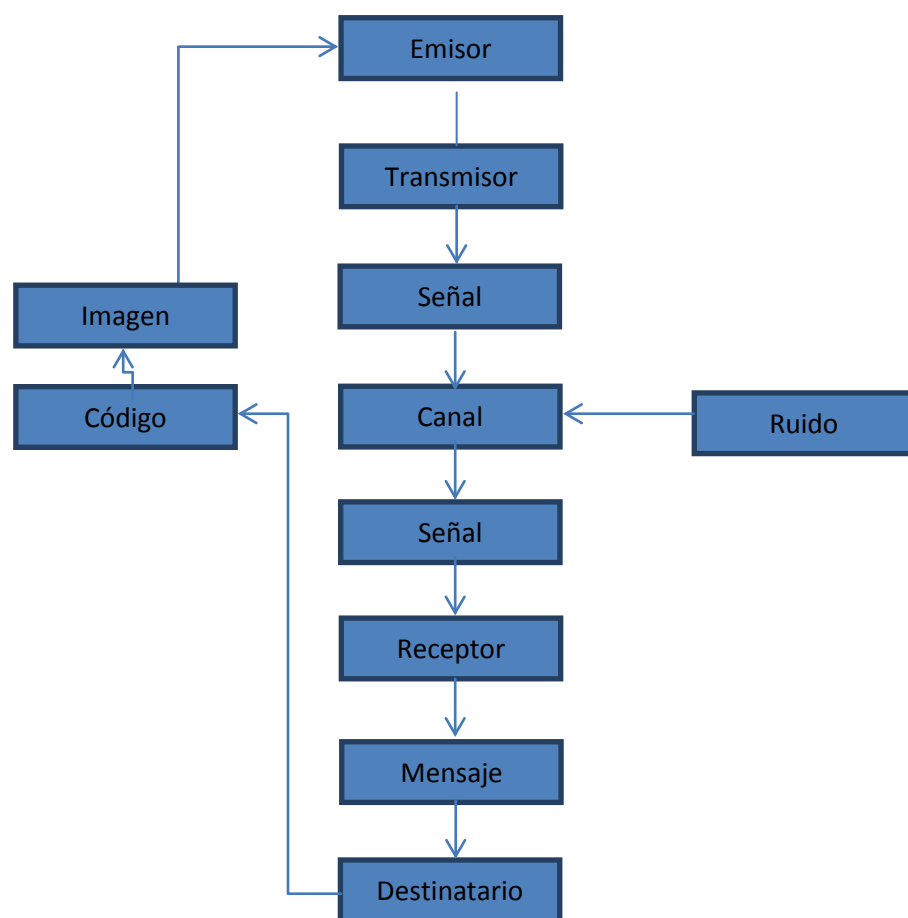 Emisor
Transmisor
Señal
Imagen
Código
Canal
Ruido
Señal
Receptor
Mensaje
Destinatario